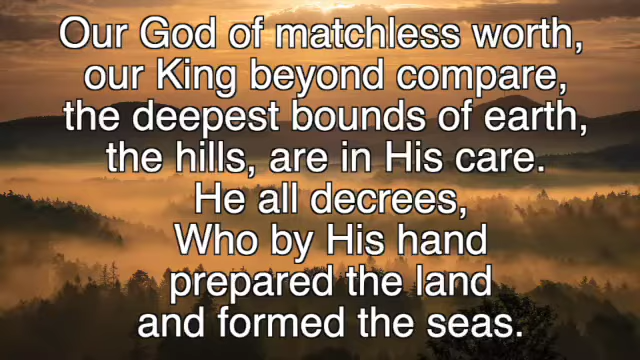 Our God of matchless worth,
our King beyond compare,
the deepest bounds of earth,
the hills, are in His care.
He all decrees,
Who by His hand
prepared the land
and formed the seas.